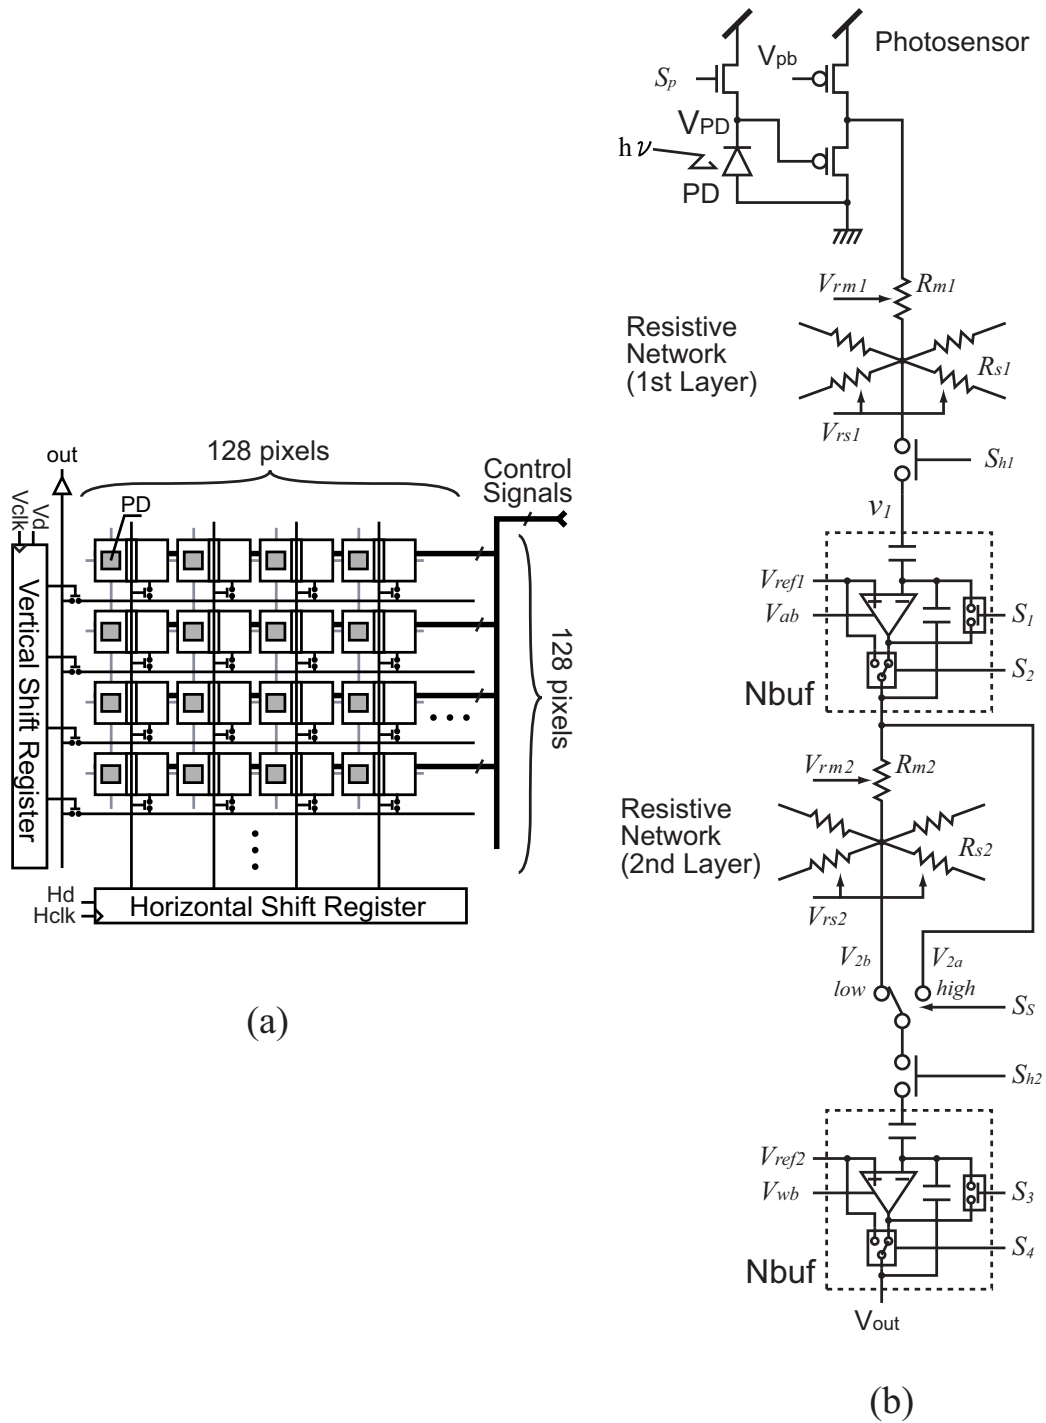 out
128 pixels
Control
Signals
PD
Vclk
Vd
Vertical Shift Register
128 pixels
Hd
Hclk
Horizontal Shift Register
(a)
Photosensor
Sp
Vpb
VPD
hν
PD
Vrm1
Rm1
Resistive
Network
(1st Layer)
Rs1
Vrs1
Sh1
v1
Vref1
Vab
S1
S2
Nbuf
Vrm2
Rm2
Resistive
Network
(2nd Layer)
Rs2
Vrs2
V2b
V2a
low
high
SS
Sh2
Vref2
Vwb
S3
S4
Nbuf
Vout
(b)